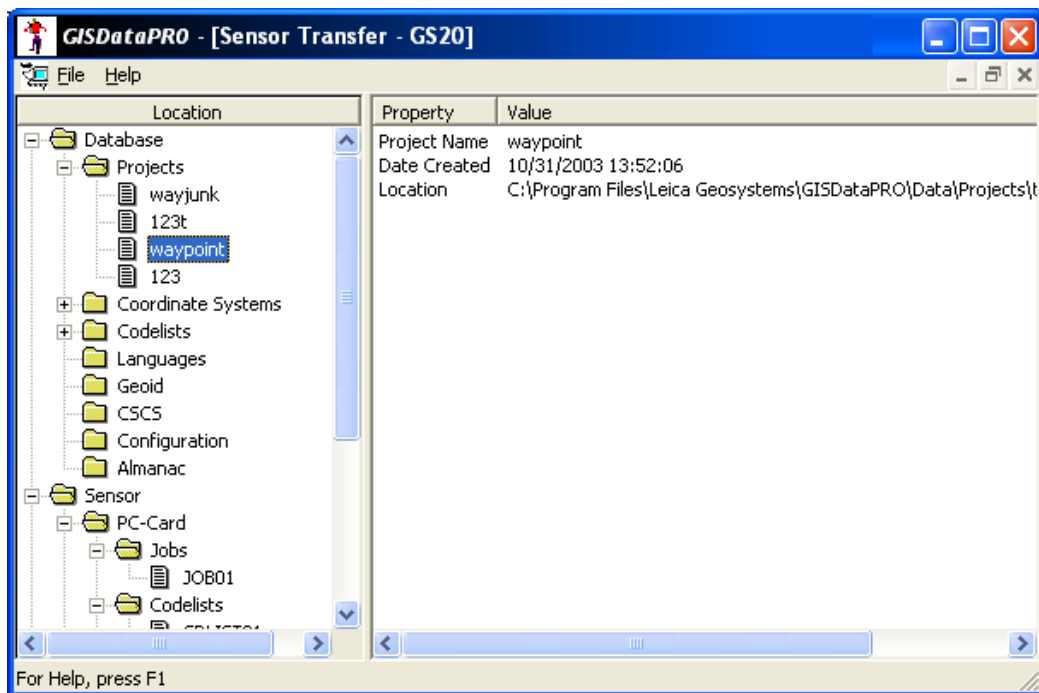 GISDataPRO - [Sensor Transfer - GS20]
File Help
Location
Database
Projects
wayjunk
123t
waypoint
123
Coordinate Systems
Codelists
Languages
Geoid
CSCS
Configuration
Almanac
Sensor
PC-Card
Jobs
JOB01
Codelists
Property Value
Project Name waypoint
Date Created 10/31/2003 13:52:06
Location C:\Program Files\Leica Geosystems\GISDataPRO\Data\Projects\t
For Help, press F1